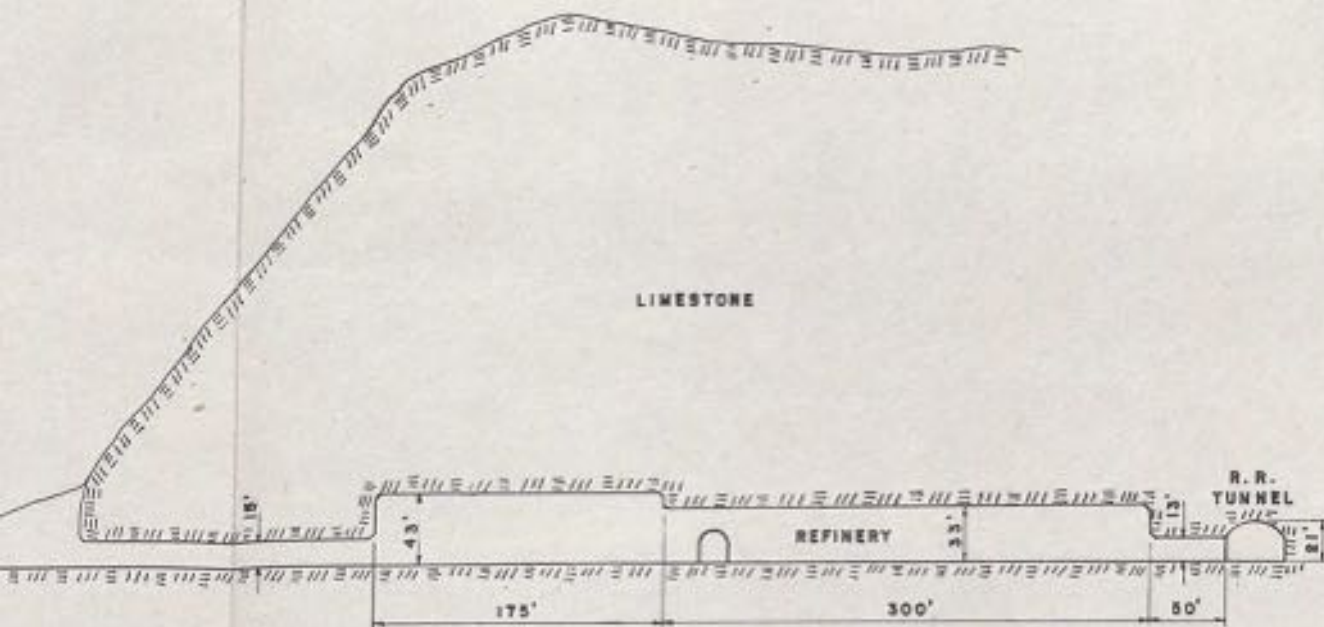 LIMESTONE
R. R.
TUNNEL
15'
43'
REFINERY
33'
13'
21'
175'
300'
50'